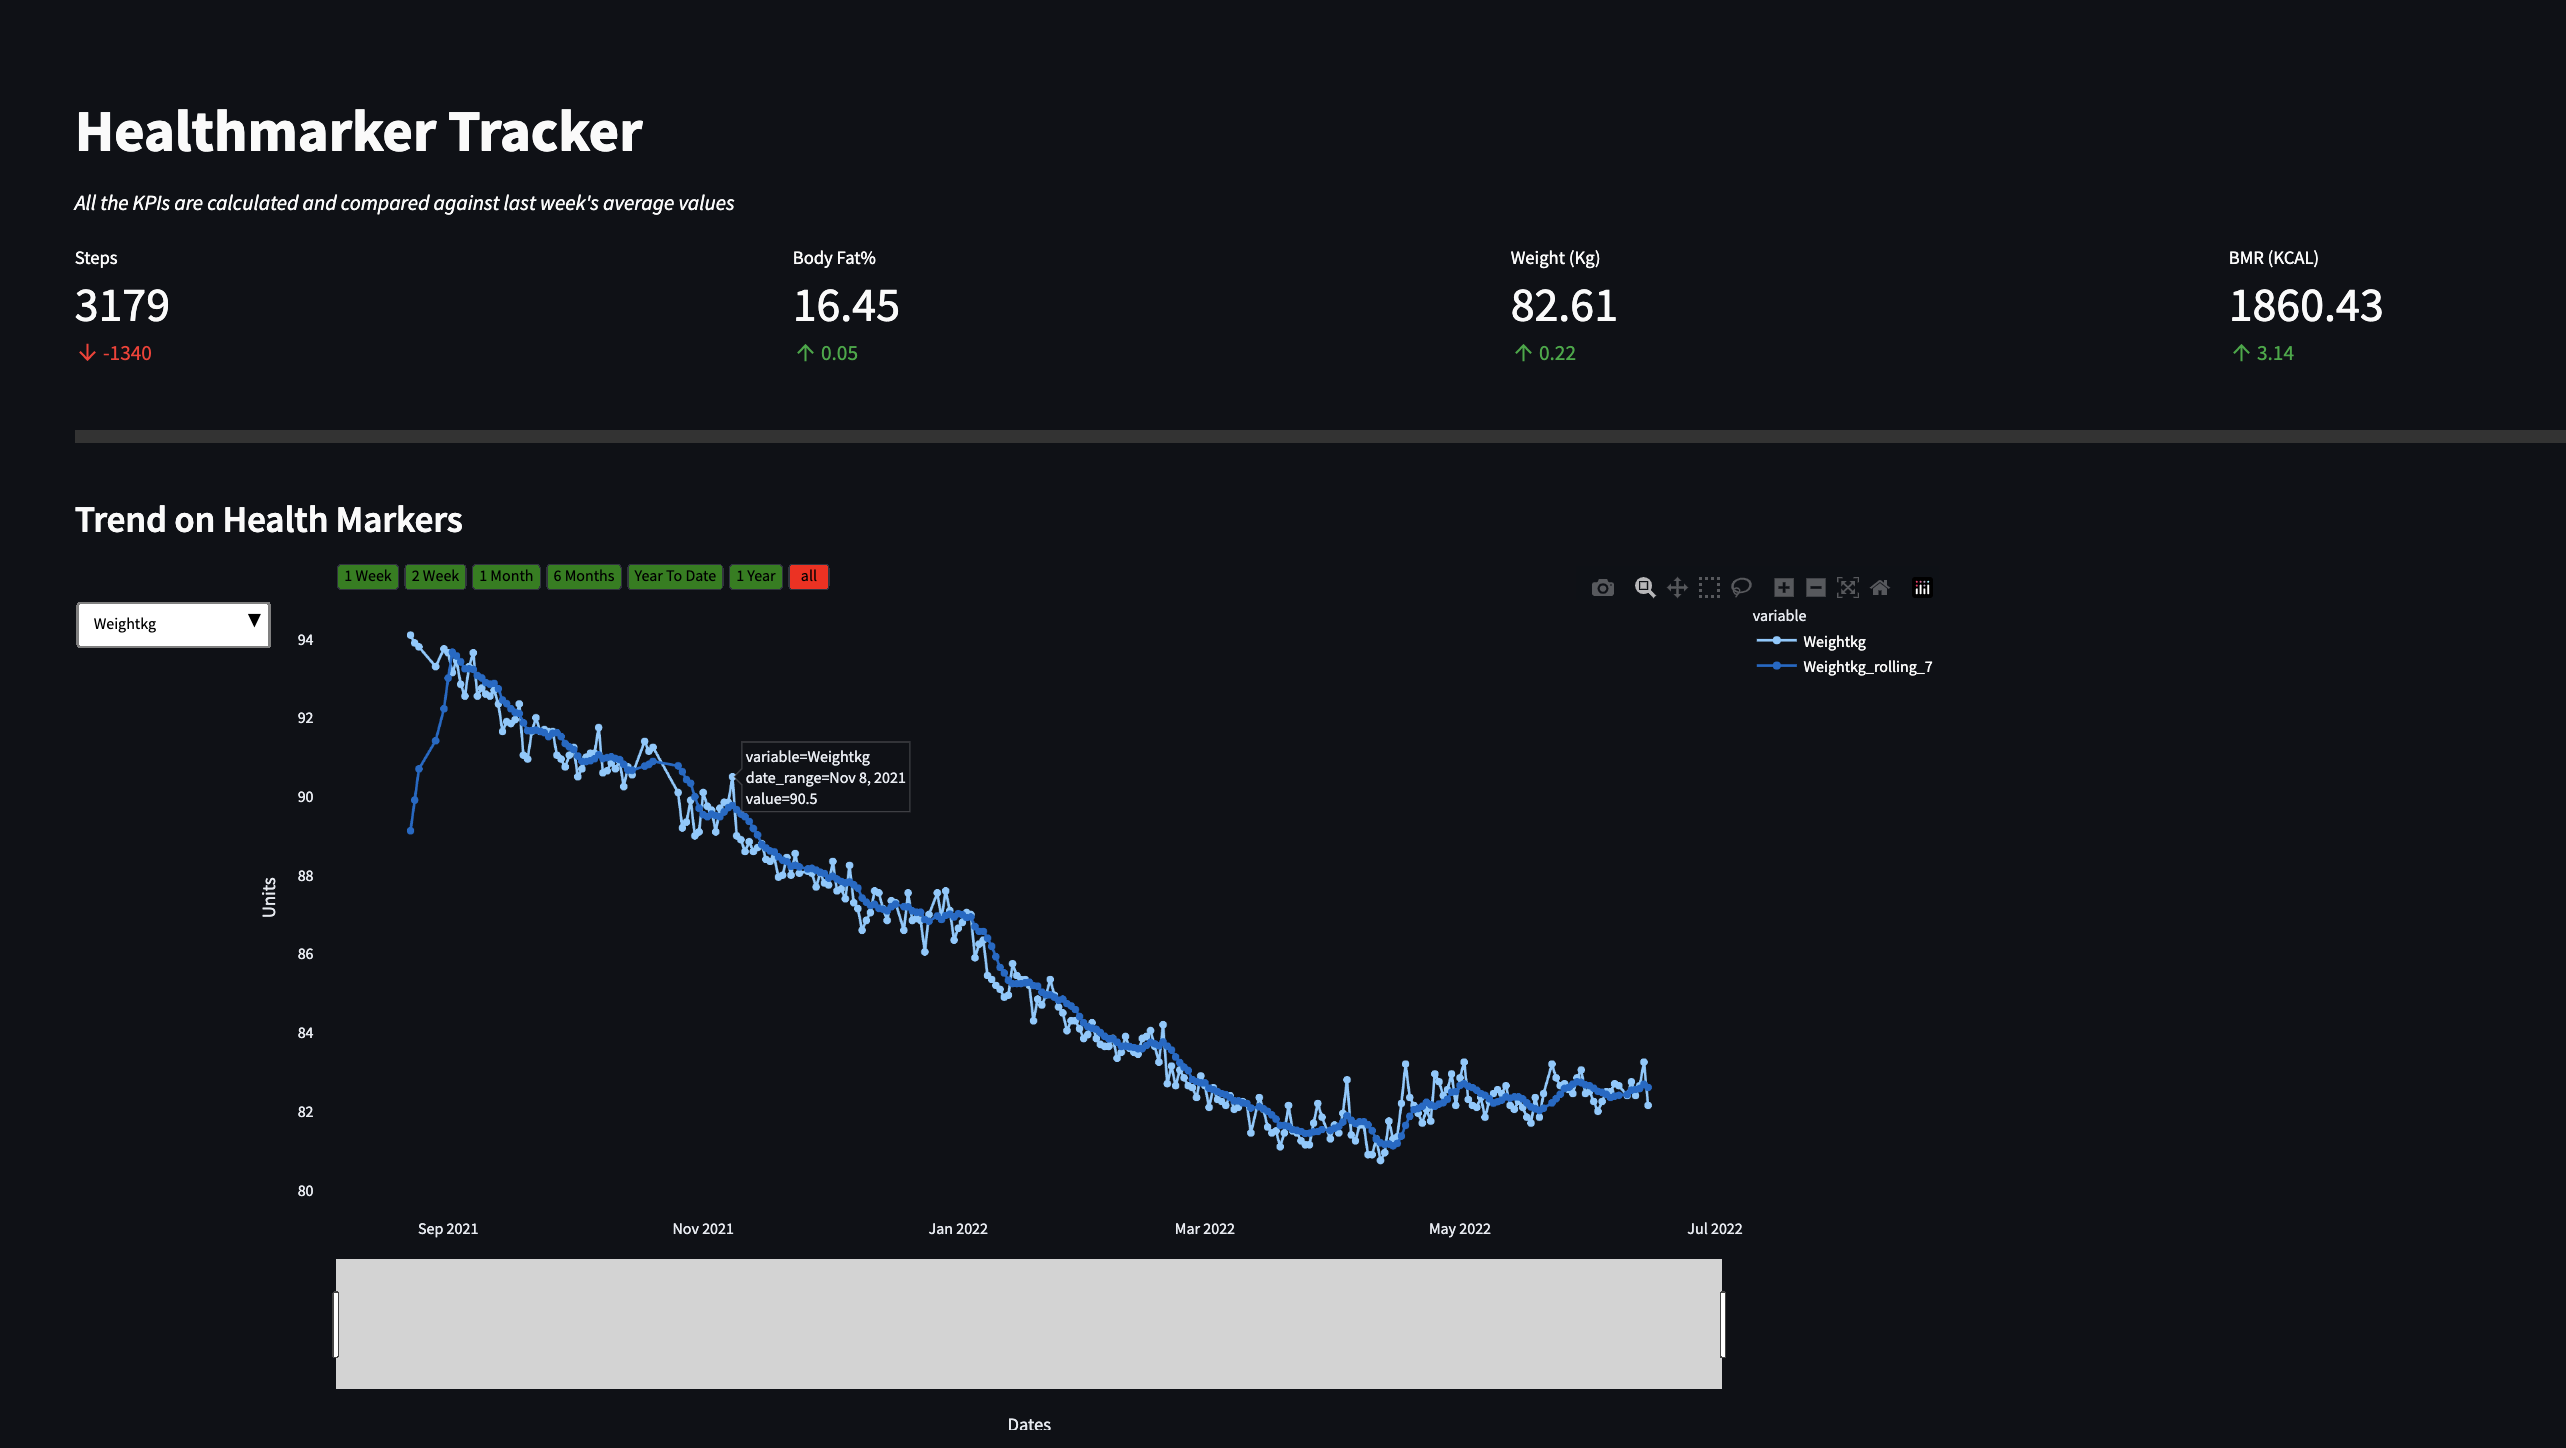 Healthmarker Tracker
All the KPIs are calculated and compared against last week's average values
Steps
3179
↓ -1340
Body Fat%
16.45
↑ 0.05
Weight (Kg)
82.61
↑ 0.22
BMR (KCAL)
1860.43
↑ 3.14
Trend on Health Markers
1 Week 2 Week 1 Month 6 Months Year To Date 1 Year all
Weightkg
variable
Weightkg
Weightkg_rolling_7
94
92
90
88
86
84
82
80
Units
variable=Weightkg
date_range=Nov 8, 2021
value=90.5
Sep 2021 Nov 2021 Jan 2022 Mar 2022 May 2022 Jul 2022
Dates